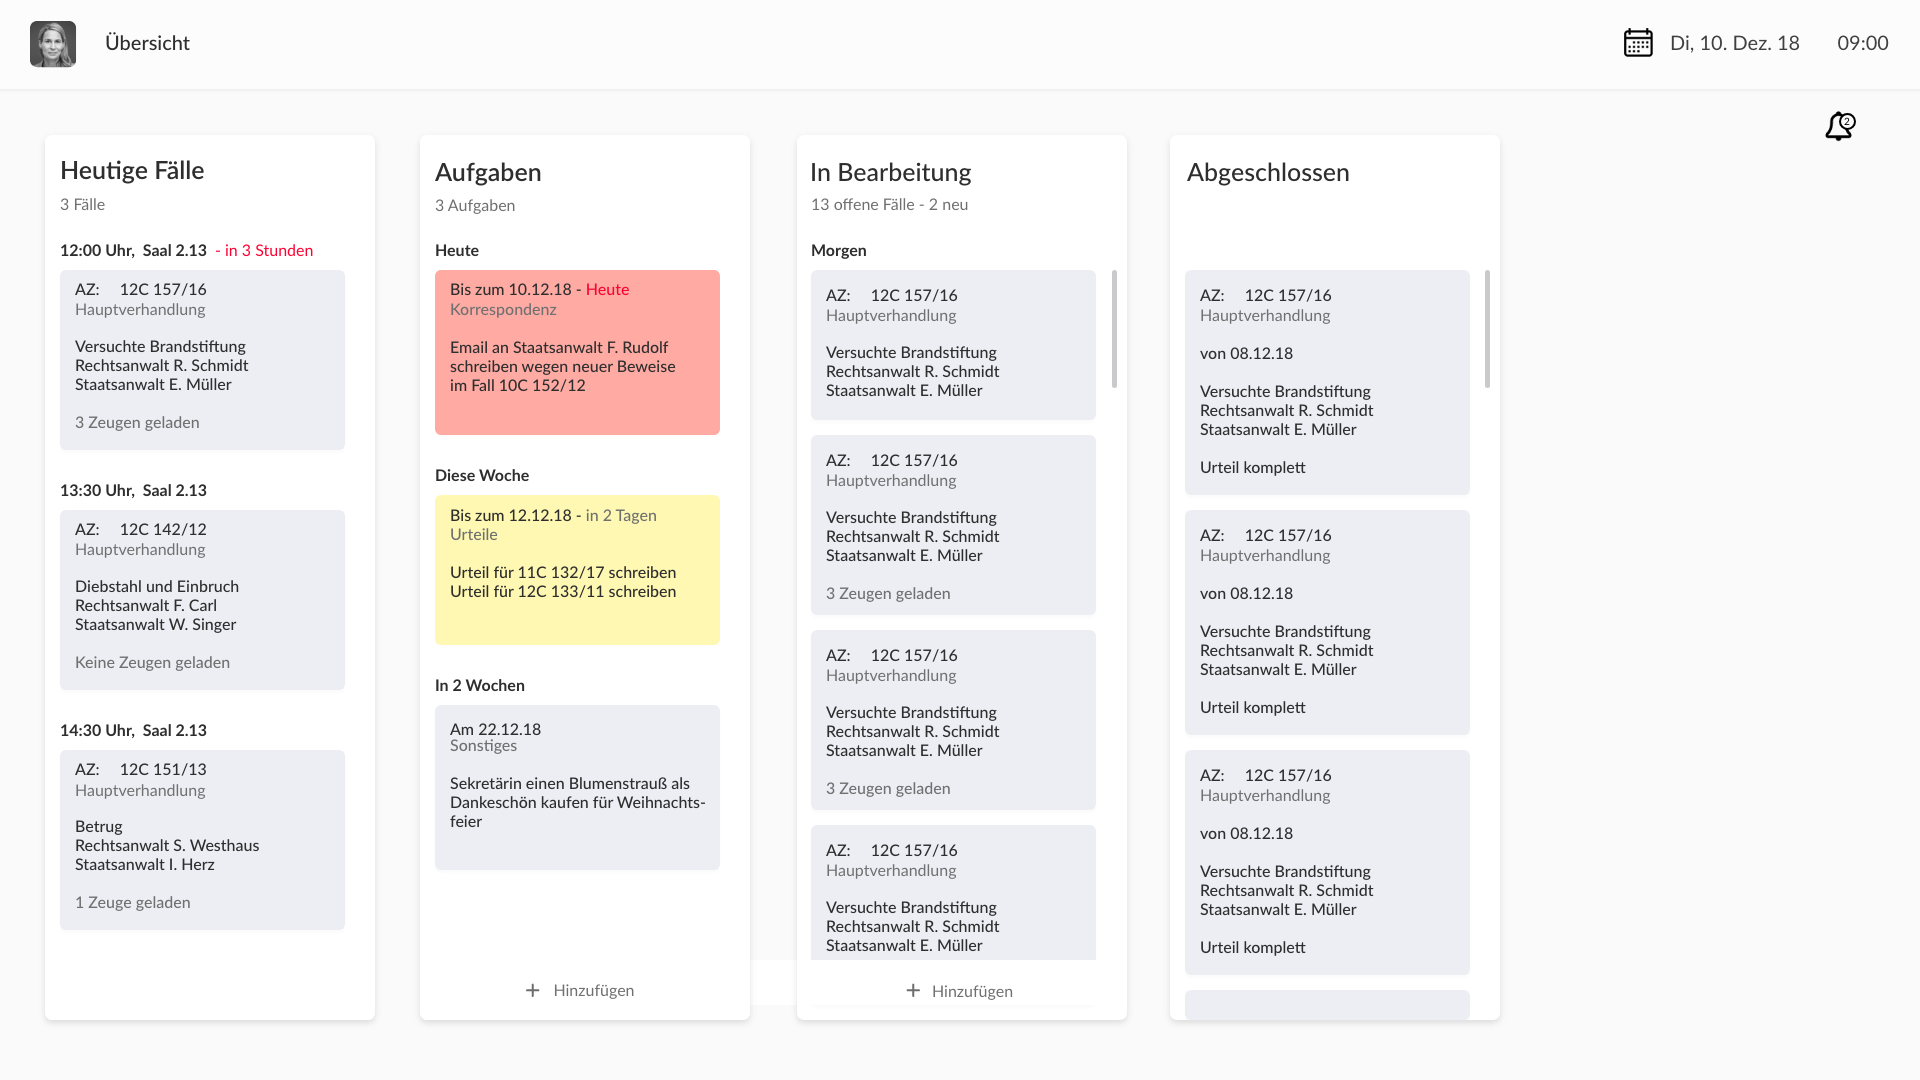 Übersicht
Di, 10. Dez. 18
09:00
2
Heutige Fälle
3 Fälle
12:00 Uhr, Saal 2.13 - in 3 Stunden
AZ: 12C 157/16
Hauptverhandlung
Versuchte Brandstiftung
Rechtsanwalt R. Schmidt
Staatsanwalt E. Müller
3 Zeugen geladen
13:30 Uhr, Saal 2.13
AZ: 12C 142/12
Hauptverhandlung
Diebstahl und Einbruch
Rechtsanwalt F. Carl
Staatsanwalt W. Singer
Keine Zeugen geladen
14:30 Uhr, Saal 2.13
AZ: 12C 151/13
Hauptverhandlung
Betrug
Rechtsanwalt S. Westhaus
Staatsanwalt I. Herz
1 Zeuge geladen
Aufgaben
3 Aufgaben
Heute
Bis zum 10.12.18 - Heute
Korrespondenz
Email an Staatsanwalt F. Rudolf
schreiben wegen neuer Beweise
im Fall 10C 152/12
Diese Woche
Bis zum 12.12.18 - in 2 Tagen
Urteile
Urteil für 11C 132/17 schreiben
Urteil für 12C 133/11 schreiben
In 2 Wochen
Am 22.12.18
Sonstiges
Sekretärin einen Blumenstrauß als
Dankeschön kaufen für Weihnachts-
feier
+ Hinzufügen
In Bearbeitung
13 offene Fälle - 2 neu
Morgen
AZ: 12C 157/16
Hauptverhandlung
Versuchte Brandstiftung
Rechtsanwalt R. Schmidt
Staatsanwalt E. Müller
AZ: 12C 157/16
Hauptverhandlung
Versuchte Brandstiftung
Rechtsanwalt R. Schmidt
Staatsanwalt E. Müller
3 Zeugen geladen
AZ: 12C 157/16
Hauptverhandlung
Versuchte Brandstiftung
Rechtsanwalt R. Schmidt
Staatsanwalt E. Müller
3 Zeugen geladen
AZ: 12C 157/16
Hauptverhandlung
Versuchte Brandstiftung
Rechtsanwalt R. Schmidt
Staatsanwalt E. Müller
+ Hinzufügen
Abgeschlossen
AZ: 12C 157/16
Hauptverhandlung
von 08.12.18
Versuchte Brandstiftung
Rechtsanwalt R. Schmidt
Staatsanwalt E. Müller
Urteil komplett
AZ: 12C 157/16
Hauptverhandlung
von 08.12.18
Versuchte Brandstiftung
Rechtsanwalt R. Schmidt
Staatsanwalt E. Müller
Urteil komplett
AZ: 12C 157/16
Hauptverhandlung
von 08.12.18
Versuchte Brandstiftung
Rechtsanwalt R. Schmidt
Staatsanwalt E. Müller
Urteil komplett